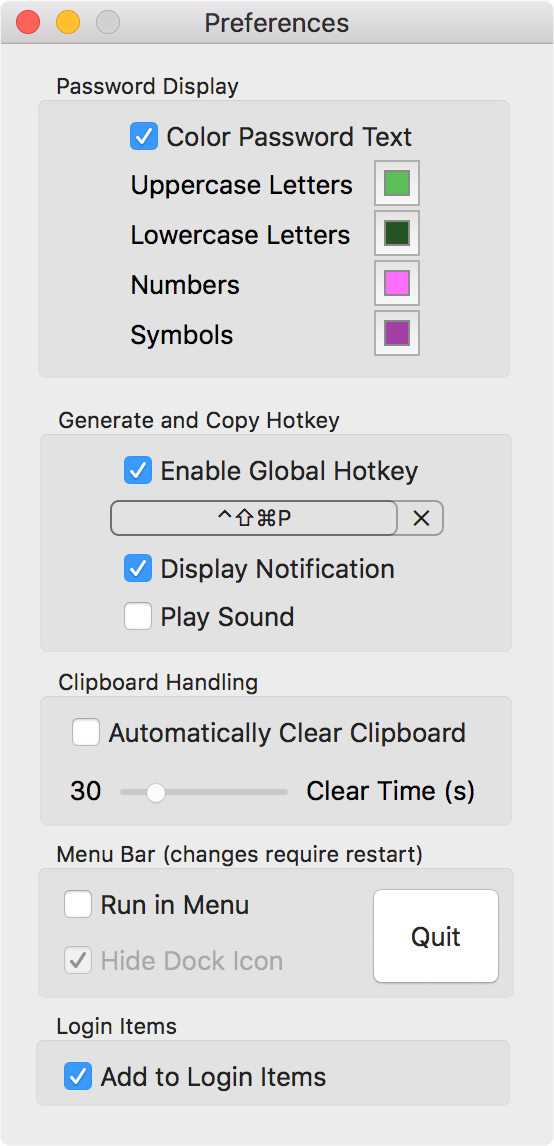 Preferences
Password Display
Color Password Text
Uppercase Letters
Lowercase Letters
Numbers
Symbols
Generate and Copy Hotkey
Enable Global Hotkey
^⇧⌘P ×
Display Notification
Play Sound
Clipboard Handling
Automatically Clear Clipboard
30 Clear Time (s)
Menu Bar (changes require restart)
Run in Menu
Quit
Hide Dock Icon
Login Items
Add to Login Items